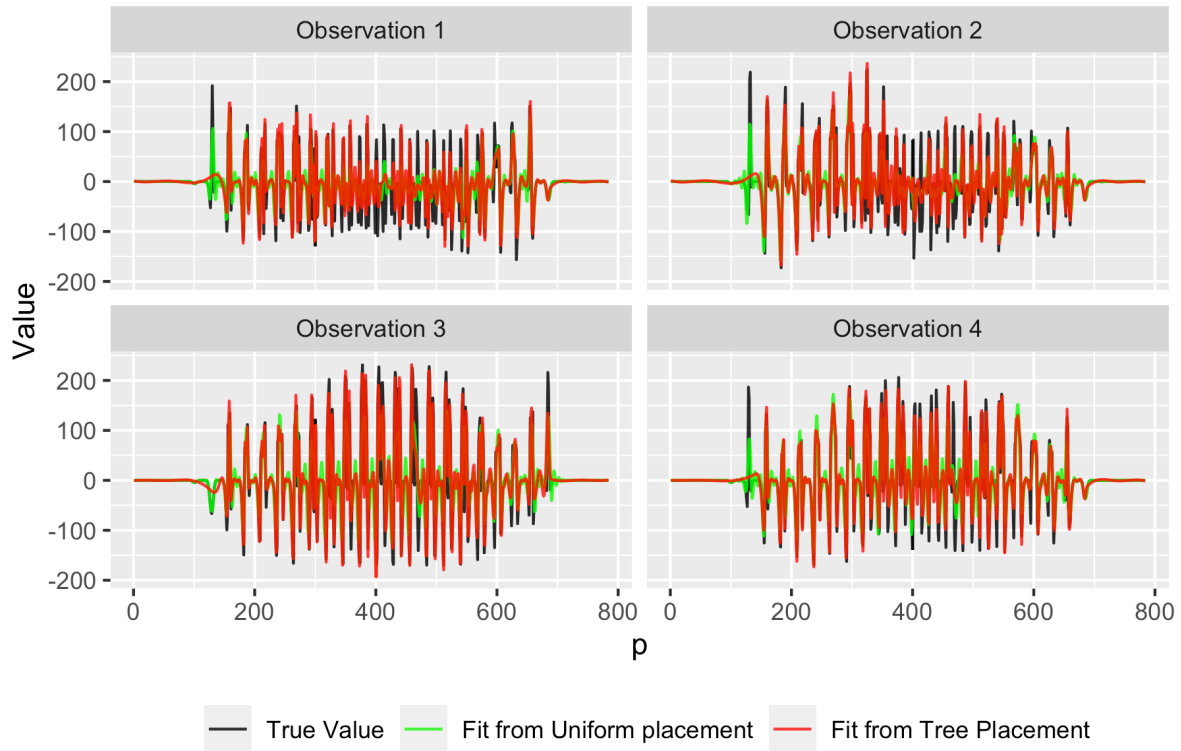 Observation 1 Observation 2
200
100
0
-100
-200
Observation 3 Observation 4
200
100
0
-100
-200
0 200 400 600 800 0 200 400 600 800
Value
p
True Value Fit from Uniform placement Fit from Tree Placement